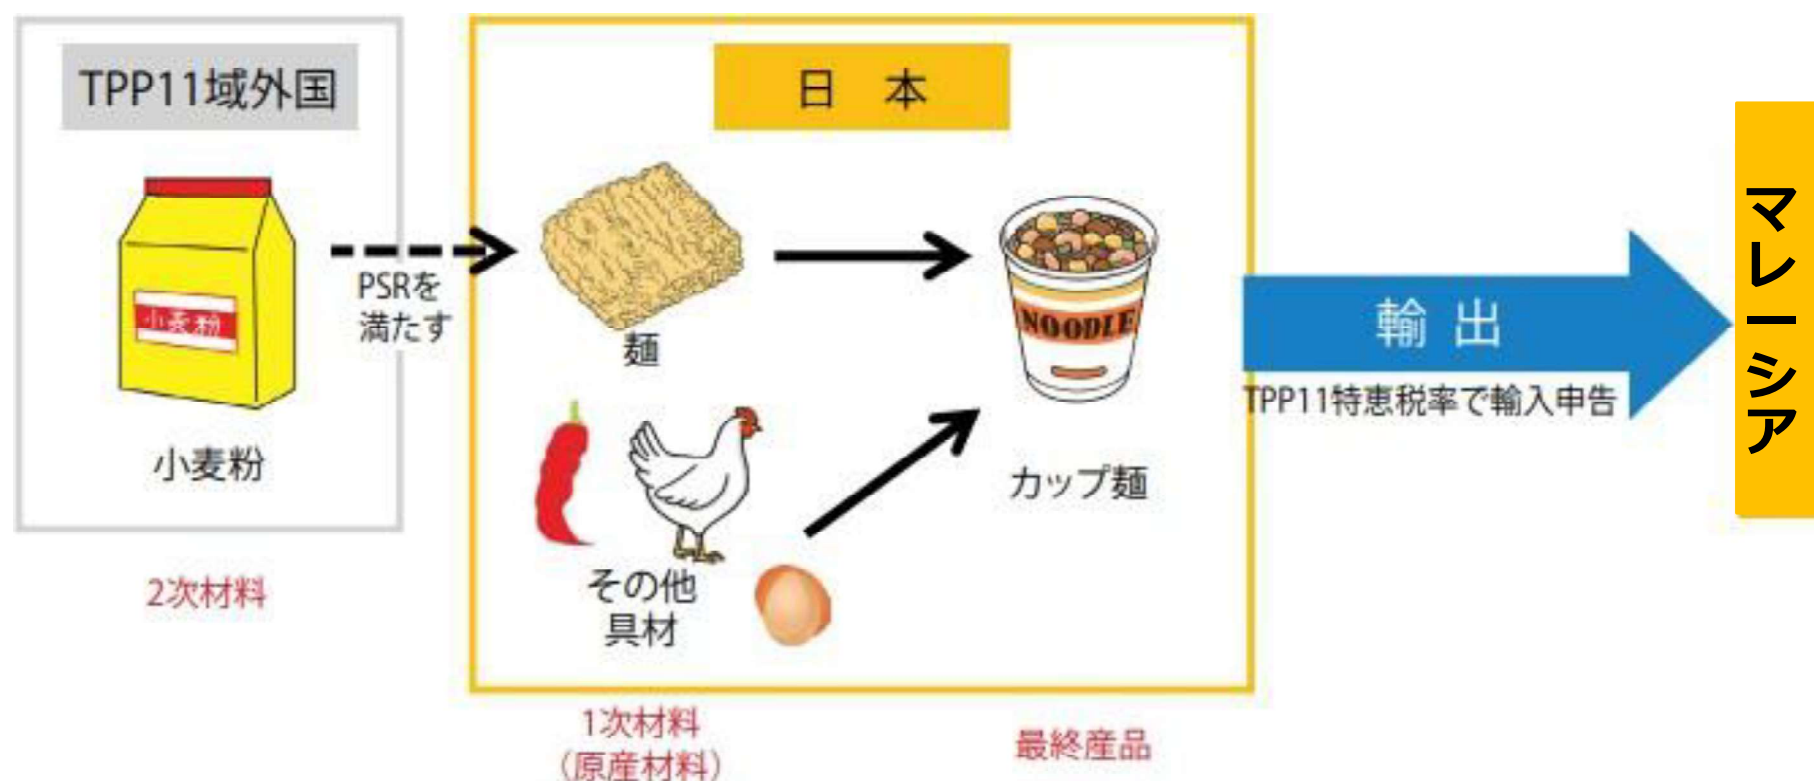 TPP11域外国
小麦粉
小麦粉
2次材料
PSRを
満たす
日 本
麺
その他
具材
1次材料
（原産材料）
NOODLE
カップ麺
最終産品
輸 出
TPP11特恵税率で輸入申告
マレーシア